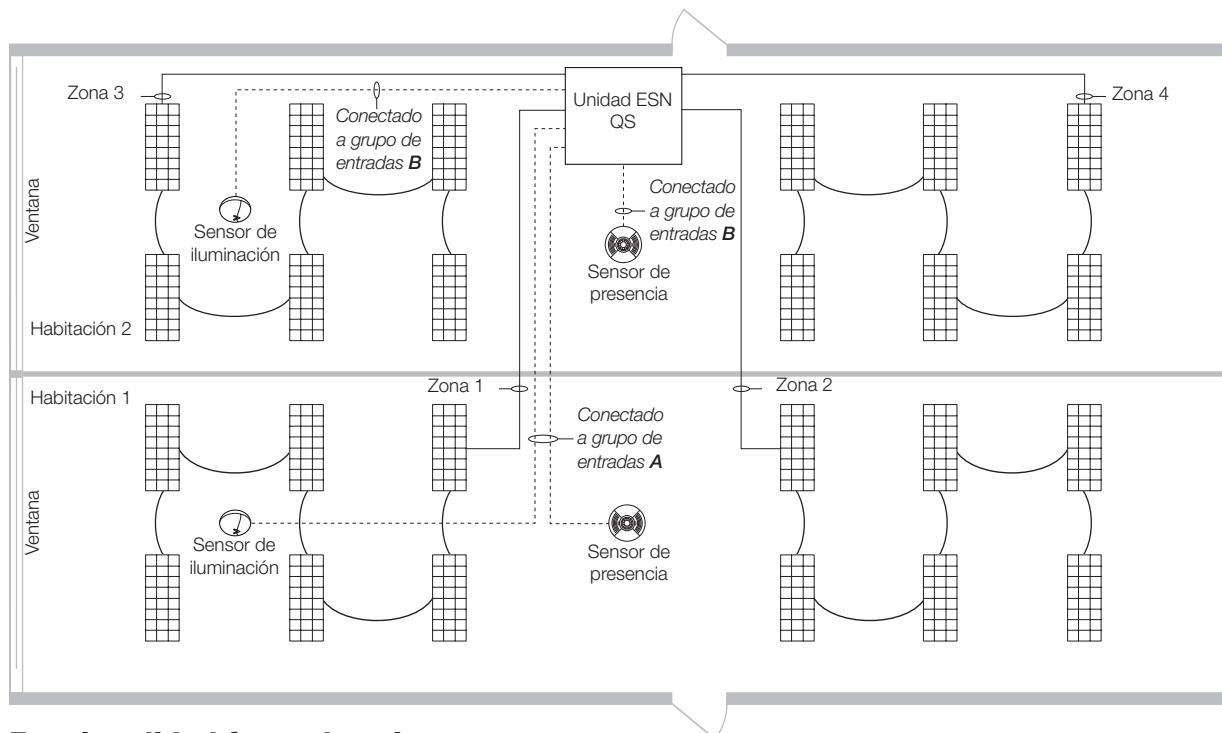 Zona 3
Unidad ESN
QS
Zona 4
Conectado
a grupo de
entradas B
Ventana
Sensor de
iluminación
Conectado
a grupo de
entradas B
Sensor de
presencia
Habitación 2
Zona 1
Zona 2
Habitación 1
Conectado
a grupo de
entradas A
Ventana
Sensor de
iluminación
Sensor de
presencia